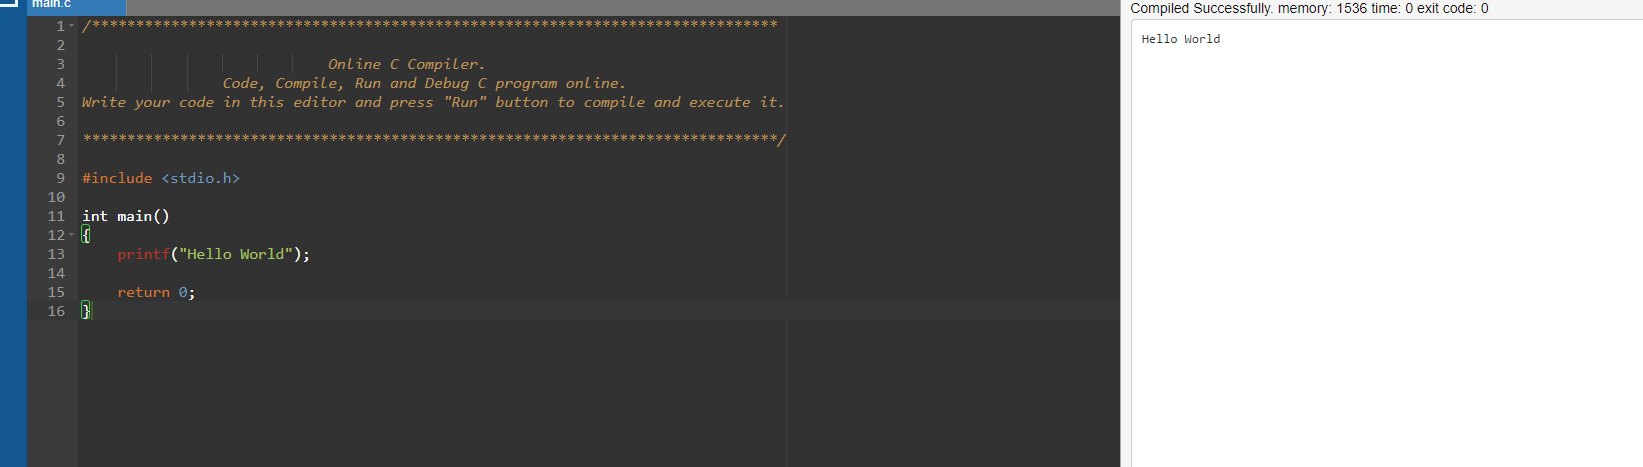 main.c
Compiled Successfully. memory: 1536 time: 0 exit code: 0
1 /******************************************************************************
2
3 Online C Compiler.
4 Code, Compile, Run and Debug C program online.
5 Write your code in this editor and press "Run" button to compile and execute it.
6
7 *******************************************************************************/
8
9 #include <stdio.h>
10
11 int main()
12 {
13 printf("Hello World");
14
15 return 0;
16 }
Hello World